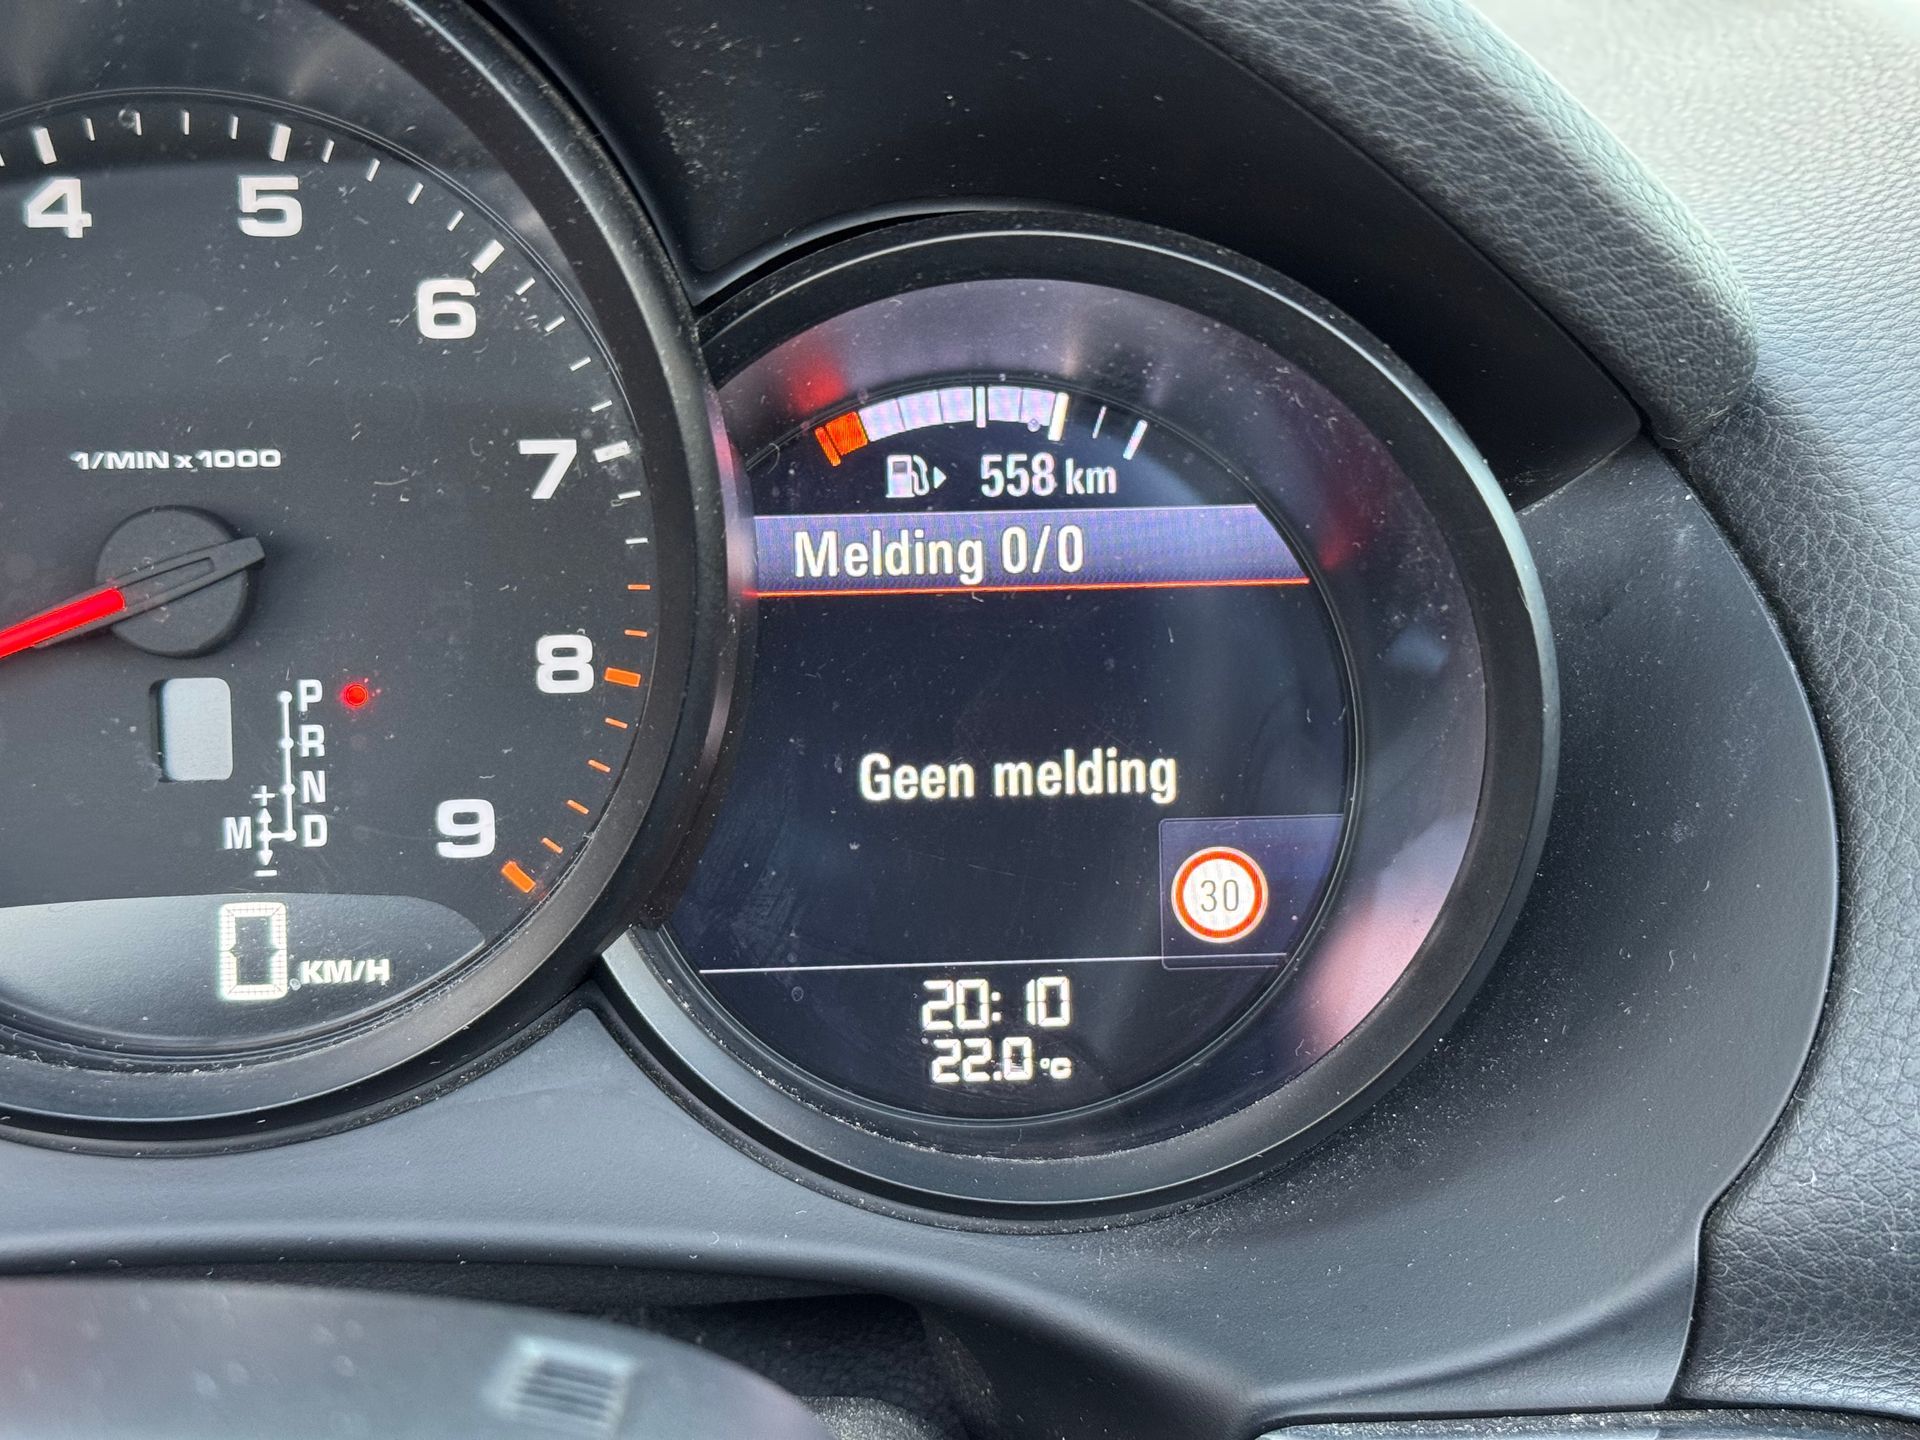 4
5
6
7
8
9
1/MIN x 1000
P
R
N
+
M D
-
0 KM/H
558 km
Melding 0/0
Geen melding
30
20:10
22.0 °C